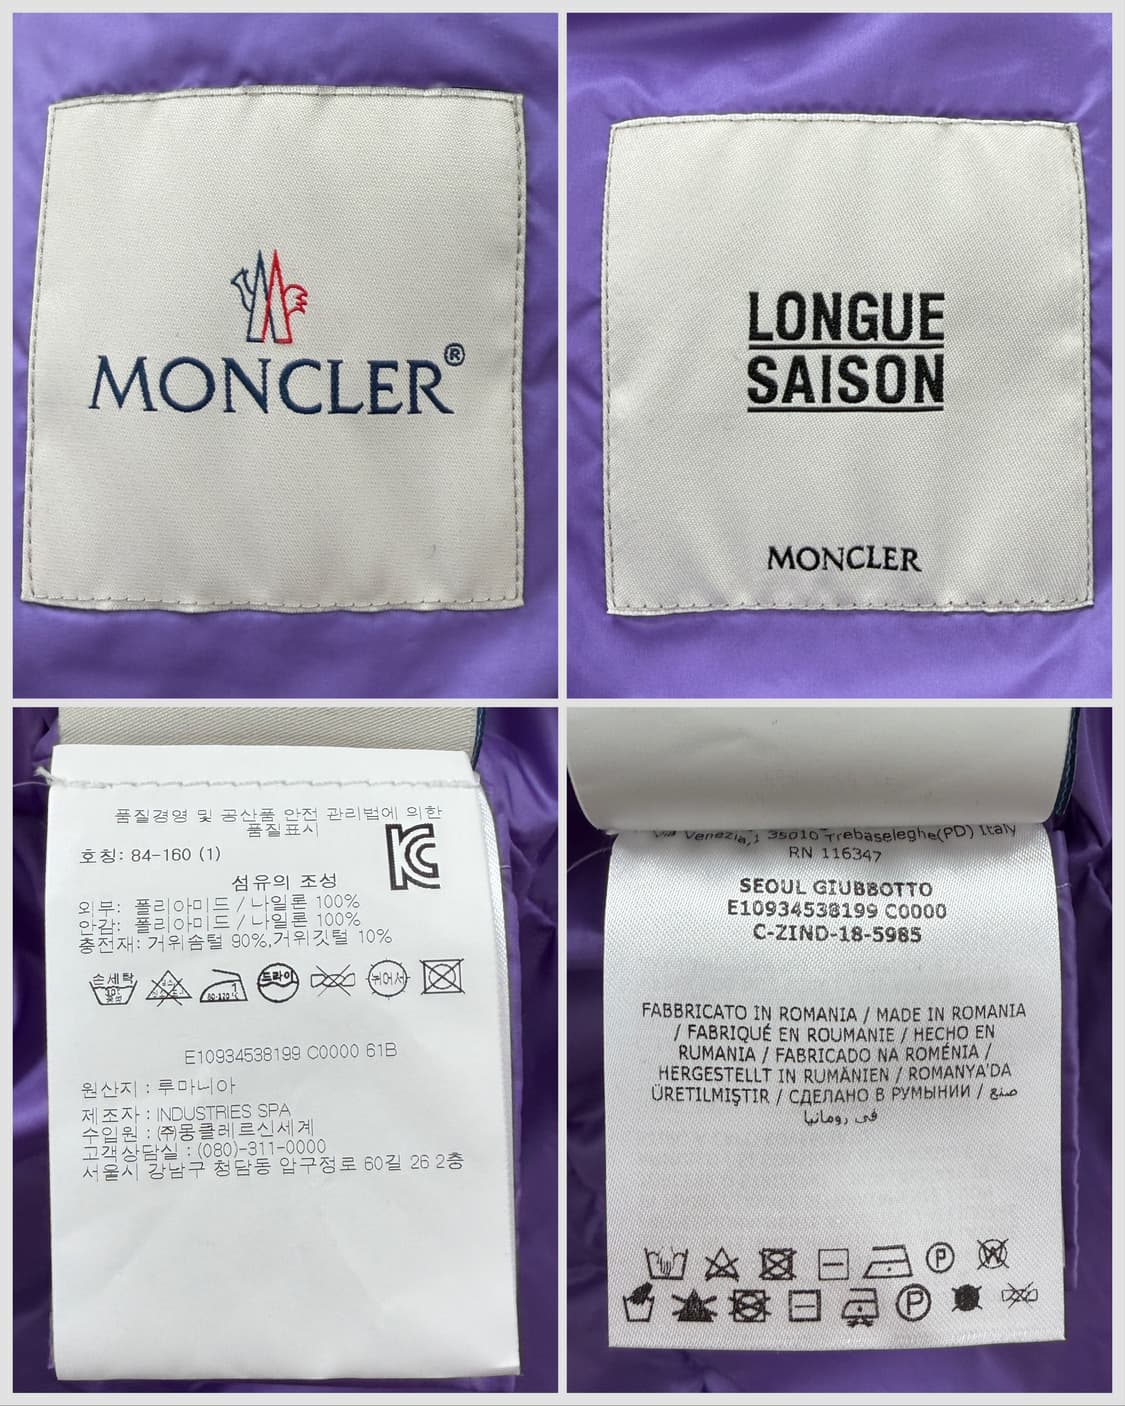 MONCLER®
LONGUE
SAISON
MONCLER
품질경영 및 공산품 안전 관리법에 의한
품질표시
호칭: 84-160 (1)
섬유의 조성
외부: 폴리아미드 / 나일론 100%
안감: 폴리아미드 / 나일론 100%
충전재: 거위솜털 90%,거위깃털 10%
손세탁
드라이
뉘어서
E10934538199 C0000 61B
원산지 : 루마니아
제조자 : INDUSTRIES SPA
수입원 : ㈜몽클레르신세계
고객상담실 : (080)-311-0000
서울시 강남구 청담동 압구정로 60길 26 2층
Via Venezia,1 35010 Trebaseleghe(PD) Italy
RN 116347
SEOUL GIUBBOTTO
E10934538199 C0000
C-ZIND-18-5985
FABBRICATO IN ROMANIA / MADE IN ROMANIA
/ FABRIQUÉ EN ROUMANIE / HECHO EN
RUMANIA / FABRICADO NA ROMÉNIA /
HERGESTELLT IN RUMÄNIEN / ROMANYA'DA
ÜRETILMIŞTIR / СДЕЛАНО В РУМЫНИИ / صنع
في رومانيا
P
W
P